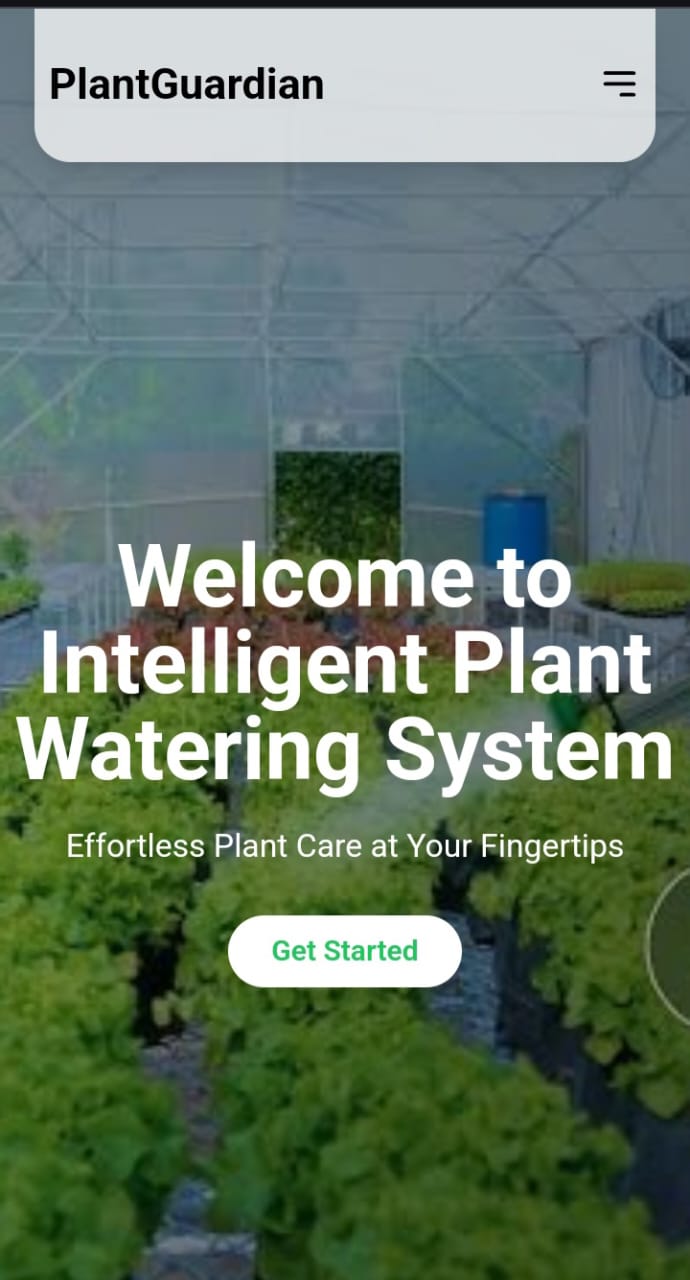 PlantGuardian
Welcome to
Intelligent Plant
Watering System
Effortless Plant Care at Your Fingertips
Get Started